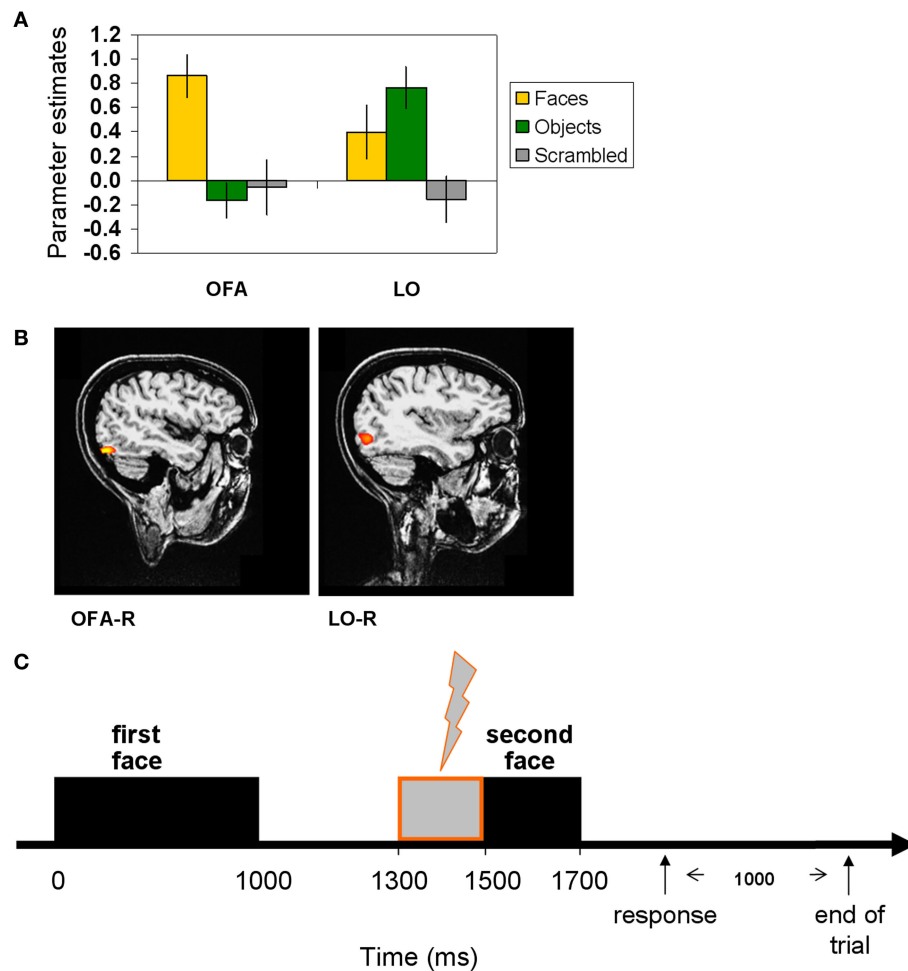 A
Parameter estimates
1.2
1.0
0.8
0.6
0.4
0.2
0.0
-0.2
-0.4
-0.6
OFA LO
Faces
Objects
Scrambled
B
OFA-R LO-R
C
first
face
second
face
0 1000 1300 1500 1700
1000
response
end of
trial
Time (ms)